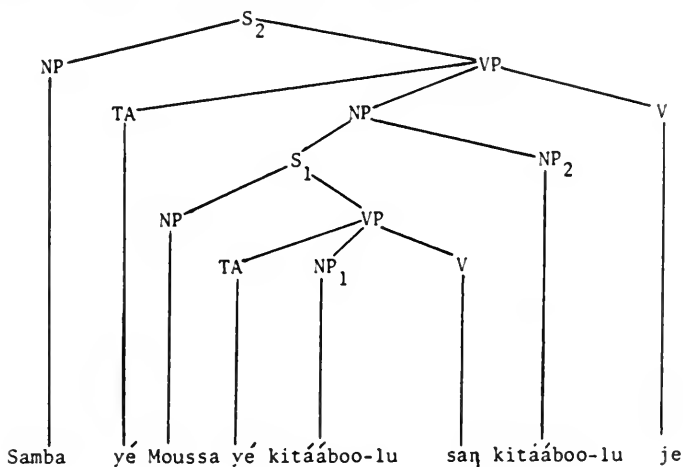 S₂
NP VP
TA NP V
S₁ NP₂
NP VP
TA NP₁ V
Samba yé Moussa yé kitááboo-lu saŋ kitááboo-lu je